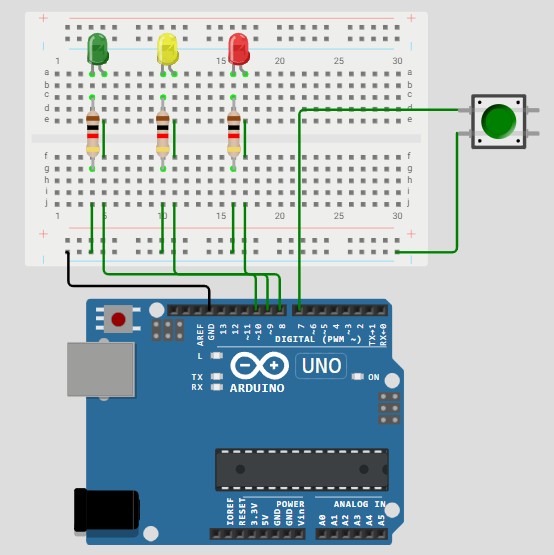 + +
1 5 10 15 20 25 30
a a
b b
c c
d d
e e
f f
g g
h h
i i
j j
1 5 10 15 20 25 30
+ +
AREF
GND
13
12
~11
~10
~9
8
7
~6
~5
4
~3
2
TX→1
RX←0
DIGITAL (PWM ~)
L
TX
RX
UNO
ARDUINO
ON
IOREF
RESET
3.3V
5V
GND
GND
Vin
POWER
ANALOG IN
A0
A1
A2
A3
A4
A5